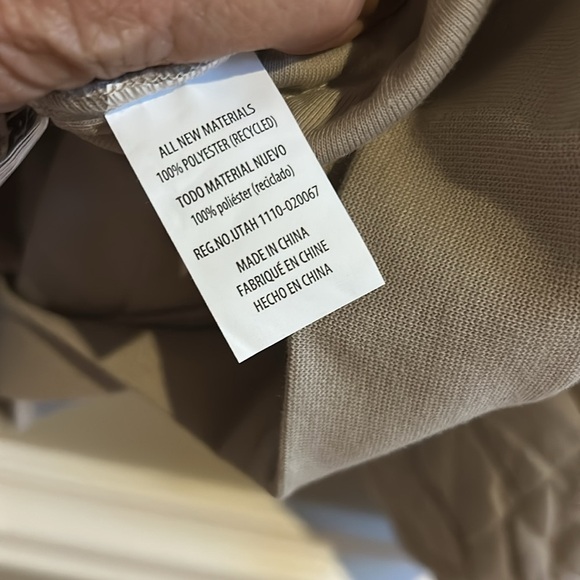 ALL NEW MATERIALS
100% POLYESTER (RECYCLED)
TODO MATERIAL NUEVO
100% poliéster (reciclado)
REG.NO.UTAH 1110-020067
MADE IN CHINA
FABRIQUÉ EN CHINE
HECHO EN CHINA